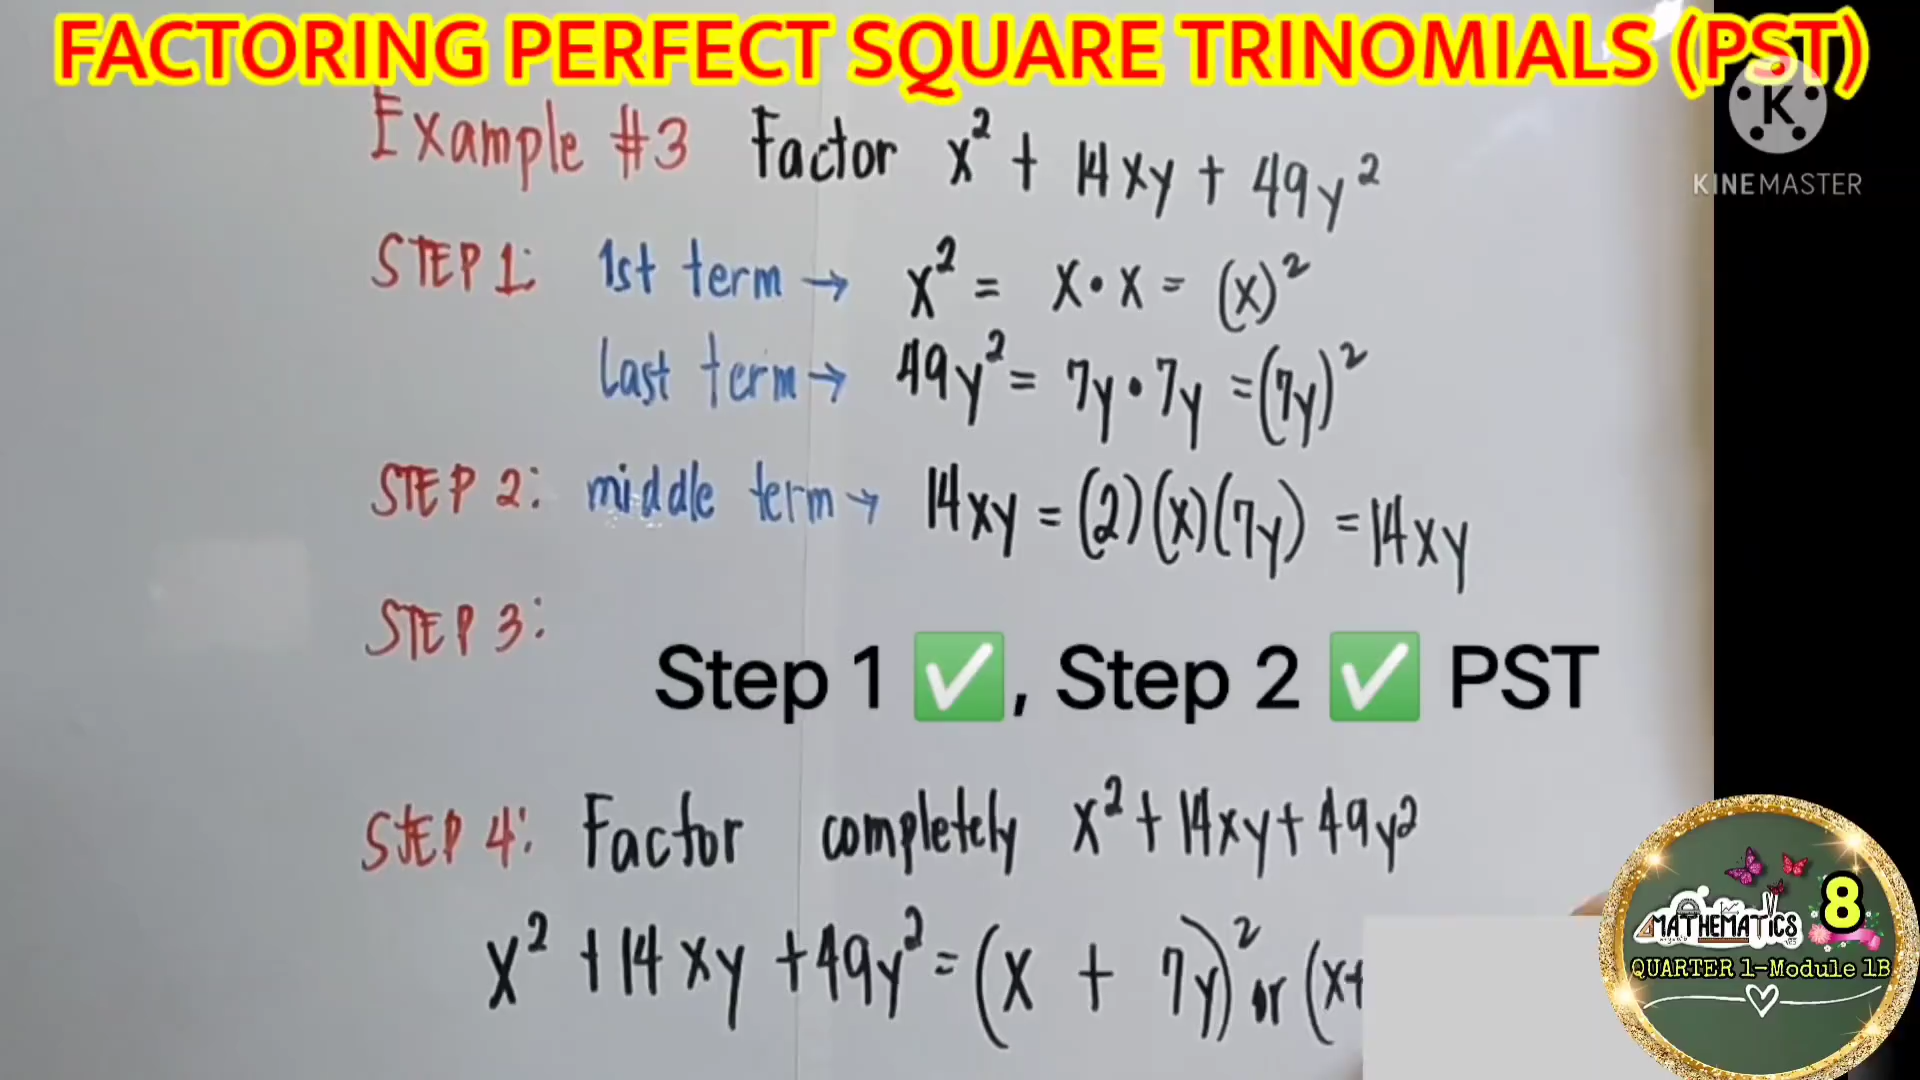 FACTORING PERFECT SQUARE TRINOMIALS (PST)
K
KINEMASTER
Example #3 Factor x² + 14xy + 49y²
STEP 1: 1st term → x² = x • x = (x)²
last term → 49y² = 7y • 7y = (7y)²
STEP 2: middle term → 14xy = (2)(x)(7y) = 14xy
STEP 3:
Step 1 ✅, Step 2 ✅ PST
STEP 4: Factor completely x² + 14xy + 49y²
x² + 14xy + 49y² = (x + 7y)² or (x+
MATHEMATICS 8
QUARTER 1-Module 1B